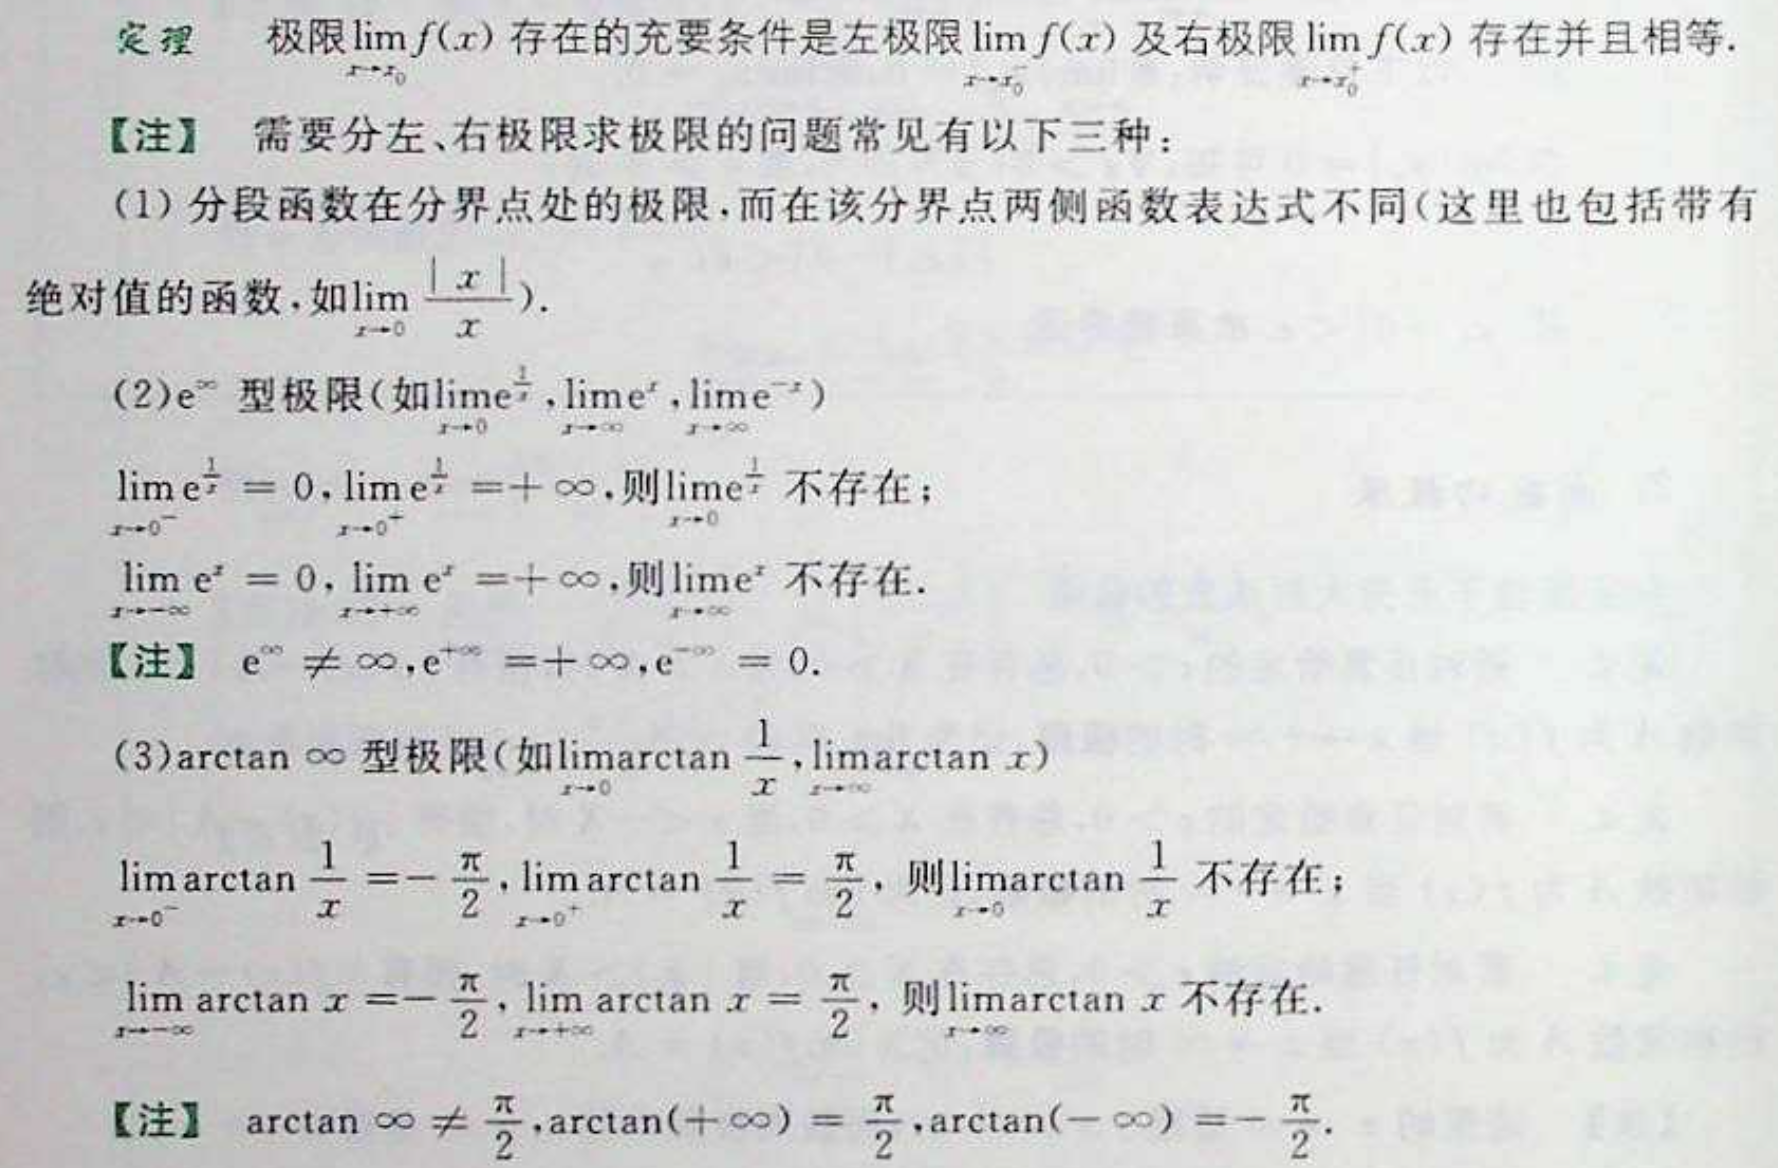 定理 极限$\lim\limits_{x\to x_0} f(x)$ 存在的充要条件是左极限 $\lim\limits_{x\to x_0^-} f(x)$ 及右极限 $\lim\limits_{x\to x_0^+} f(x)$ 存在并且相等.
【注】 需要分左、右极限求极限的问题常见有以下三种:
(1) 分段函数在分界点处的极限,而在该分界点两侧函数表达式不同(这里也包括带有
绝对值的函数,如$\lim\limits_{x\to 0} \frac{|x|}{x}$).
(2)$e^{\infty}$ 型极限(如$\lim\limits_{x\to 0} e^{\frac{1}{x}}$,$\lim\limits_{x\to\infty} e^x$,$\lim\limits_{x\to\infty} e^{-x}$)
$\lim\limits_{x\to 0^-} e^{\frac{1}{x}} = 0$,$\lim\limits_{x\to 0^+} e^{\frac{1}{x}} =+\infty$,则$\lim\limits_{x\to 0} e^{\frac{1}{x}}$ 不存在;
$\lim\limits_{x\to-\infty} e^x = 0$,$\lim\limits_{x\to+\infty} e^x =+\infty$,则$\lim\limits_{x\to\infty} e^x$ 不存在.
【注】 $e^{\infty} \neq \infty$,$e^{+\infty} =+\infty$,$e^{-\infty} = 0$.
(3)arctan ∞ 型极限(如$\lim\limits_{x\to 0} \arctan \frac{1}{x}$,$\lim\limits_{x\to\infty} \arctan x$)
$\lim\limits_{x\to 0^-} \arctan \frac{1}{x} =-\frac{\pi}{2}$,$\lim\limits_{x\to 0^+} \arctan \frac{1}{x} = \frac{\pi}{2}$,则$\lim\limits_{x\to 0} \arctan \frac{1}{x}$ 不存在;
$\lim\limits_{x\to-\infty} \arctan x =-\frac{\pi}{2}$,$\lim\limits_{x\to+\infty} \arctan x = \frac{\pi}{2}$,则$\lim\limits_{x\to\infty} \arctan x$ 不存在.
【注】 $\arctan \infty \neq \frac{\pi}{2}$,$\arctan(+\infty) = \frac{\pi}{2}$,$\arctan(-\infty) =-\frac{\pi}{2}$.